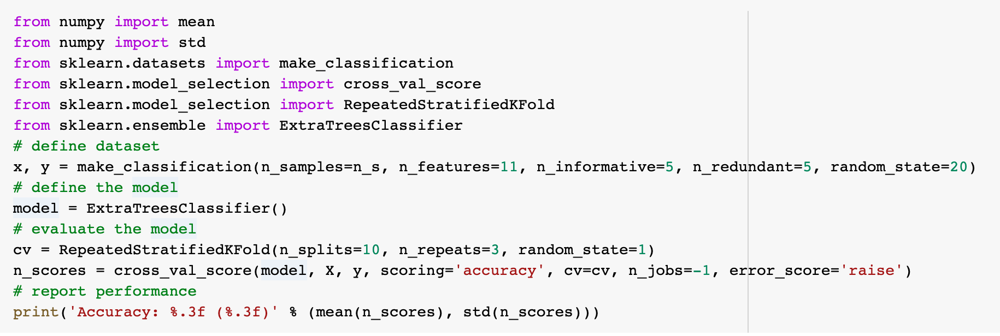 from numpy import mean
from numpy import std
from sklearn.datasets import make_classification
from sklearn.model_selection import cross_val_score
from sklearn.model_selection import RepeatedStratifiedKFold
from sklearn.ensemble import ExtraTreesClassifier
# define dataset
x, y = make_classification(n_samples=n_s, n_features=11, n_informative=5, n_redundant=5, random_state=20)
# define the model
model = ExtraTreesClassifier()
# evaluate the model
cv = RepeatedStratifiedKFold(n_splits=10, n_repeats=3, random_state=1)
n_scores = cross_val_score(model, X, y, scoring='accuracy', cv=cv, n_jobs=-1, error_score='raise')
# report performance
print('Accuracy: %.3f (%.3f)' % (mean(n_scores), std(n_scores)))